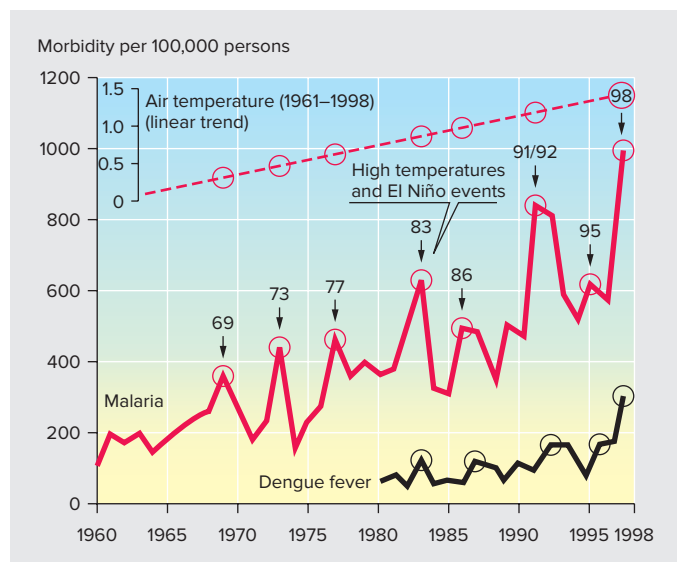 Morbidity per 100,000 persons
1200
1000
800
600
400
200
0
1.5
1.0
0.5
0
Air temperature (1961–1998)
(linear trend)
98
High temperatures
and El Niño events
91/92
83
95
86
77
73
69
Malaria
Dengue fever
1960 1965 1970 1975 1980 1985 1990 1995 1998